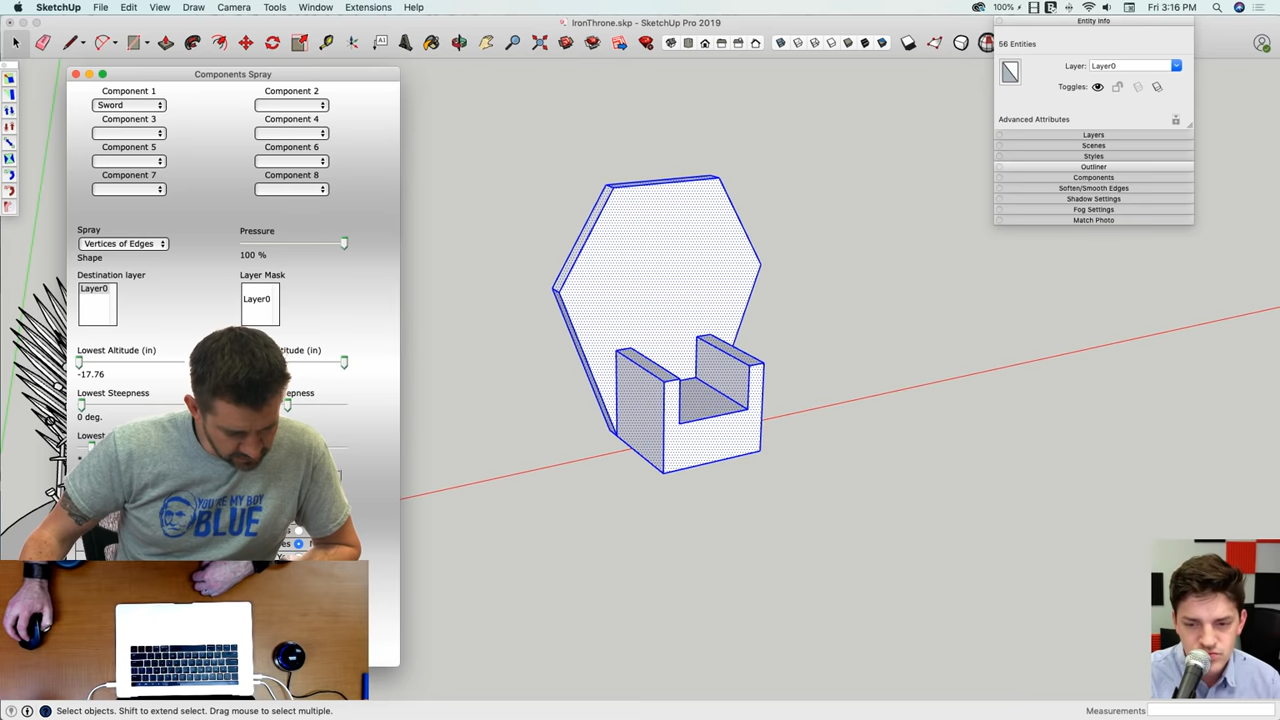 SketchUp File Edit View Draw Camera Tools Window Extensions Help
100% Fri 3:16 PM
IronThrone.skp - SketchUp Pro 2019
Entity Info
56 Entities
Layer: Layer0
Toggles:
Advanced Attributes
Layers
Scenes
Styles
Outliner
Components
Soften/Smooth Edges
Shadow Settings
Fog Settings
Match Photo
Components Spray
Component 1 Component 2
Sword
Component 3 Component 4
Component 5 Component 6
Component 7 Component 8
Spray Pressure
Vertices of Edges
Shape 100 %
Destination layer Layer Mask
Layer0
Layer0
Lowest Altitude (in)
-17.76
Lowest Steepness
0 deg.
YOU'RE MY BOY
BLUE
Select objects. Shift to extend select. Drag mouse to select multiple.
Measurements